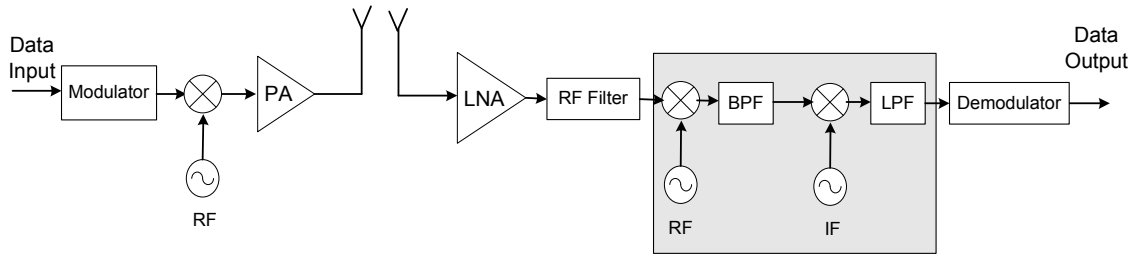 Data
Input
Modulator
RF
PA
LNA
RF Filter
RF
BPF
IF
LPF
Demodulator
Data
Output